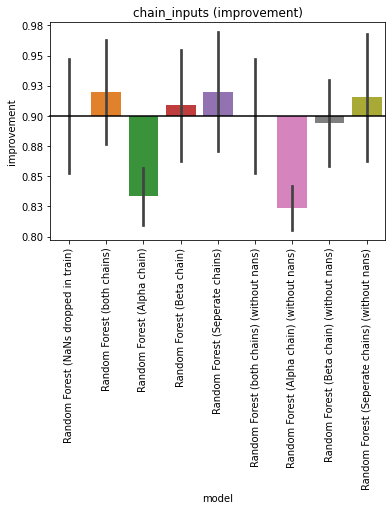 chain_inputs (improvement)
improvement
0.98
0.95
0.93
0.90
0.88
0.85
0.83
0.80
Random Forest (NaNs dropped in train)
Random Forest (both chains)
Random Forest (Alpha chain)
Random Forest (Beta chain)
Random Forest (Seperate chains)
Random Forest (both chains) (without nans)
Random Forest (Alpha chain) (without nans)
Random Forest (Beta chain) (without nans)
Random Forest (Seperate chains) (without nans)
model